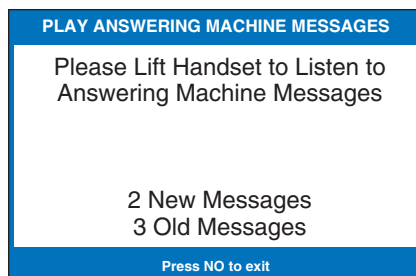 PLAY ANSWERING MACHINE MESSAGES
Please Lift Handset to Listen to
Answering Machine Messages
2 New Messages
3 Old Messages
Press NO to exit